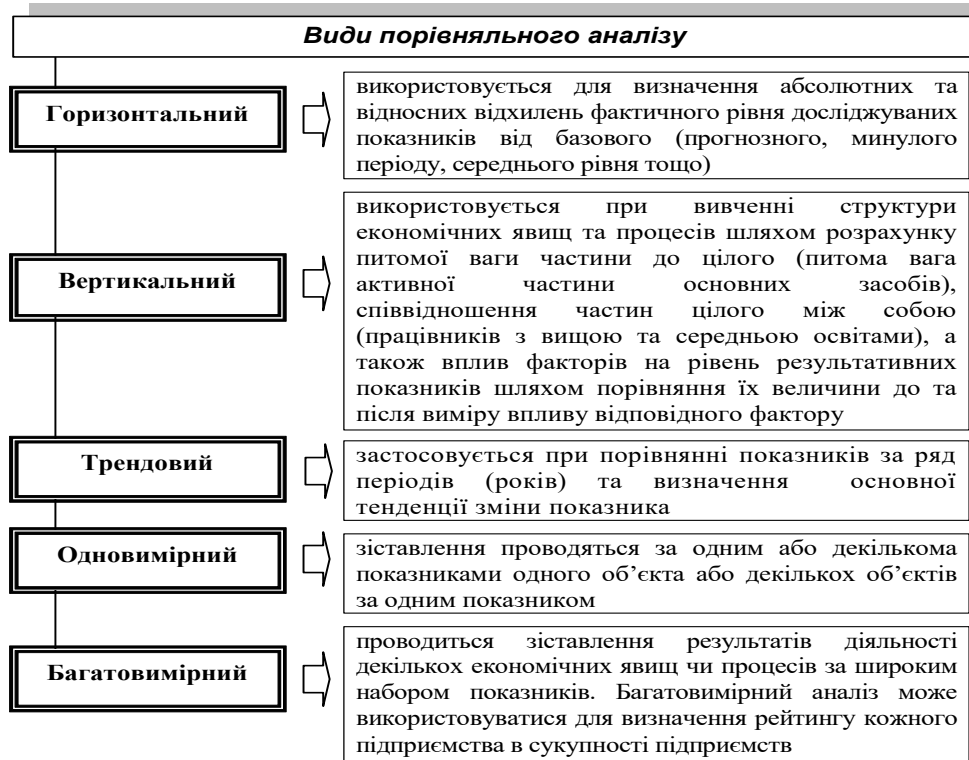 Види порівняльного аналізу
Горизонтальний
використовується для визначення абсолютних та
відносних відхилень фактичного рівня досліджуваних
показників від базового (прогнозного, минулого
періоду, середнього рівня тощо)
Вертикальний
використовується при вивченні структури
економічних явищ та процесів шляхом розрахунку
питомої ваги частини до цілого (питома вага
активної частини основних засобів),
співвідношення частин цілого між собою
(працівників з вищою та середньою освітами), а
також вплив факторів на рівень результативних
показників шляхом порівняння їх величини до та
після виміру впливу відповідного фактору
Трендовий
застосовується при порівнянні показників за ряд
періодів (років) та визначення основної
тенденції зміни показника
Одновимірний
зіставлення проводяться за одним або декількома
показниками одного об’єкта або декількох об’єктів
за одним показником
Багатовимірний
проводиться зіставлення результатів діяльності
декількох економічних явищ чи процесів за широким
набором показників. Багатовимірний аналіз може
використовуватися для визначення рейтингу кожного
підприємства в сукупності підприємств